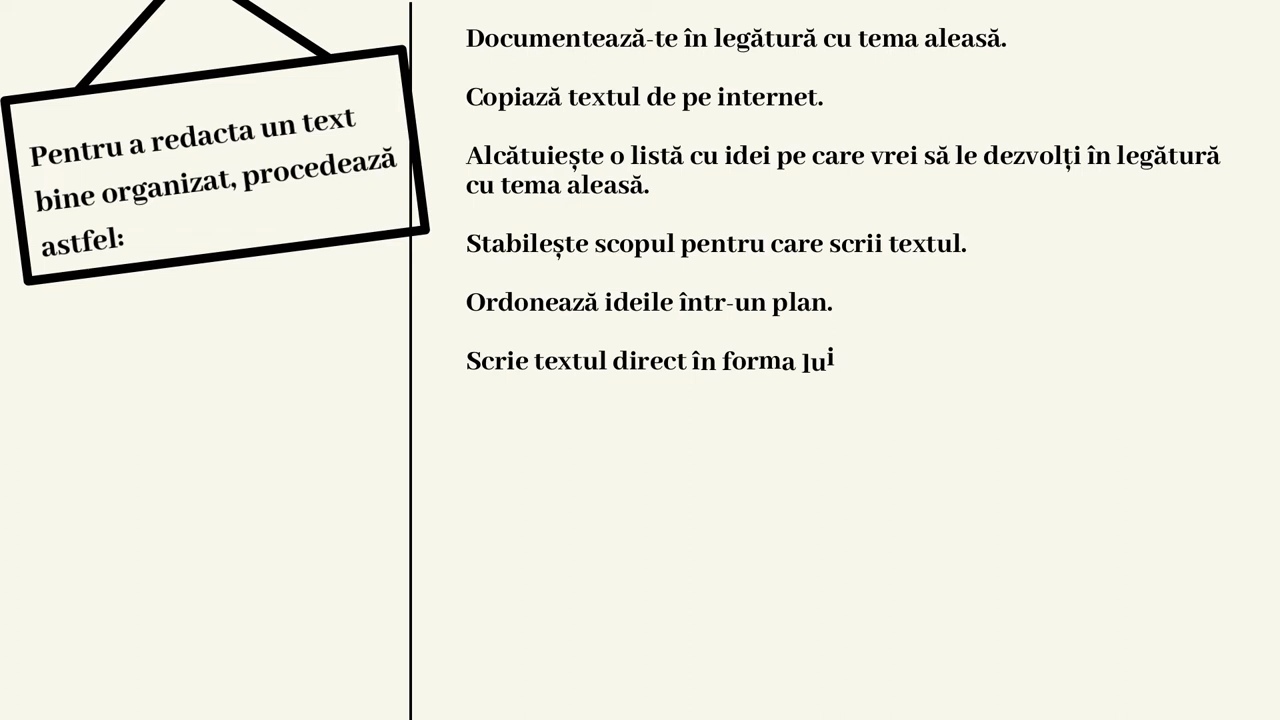 Pentru a redacta un text
bine organizat, procedează
astfel:
Documentează-te în legătură cu tema aleasă.
Copiază textul de pe internet.
Alcătuiește o listă cu idei pe care vrei să le dezvolți în legătură
cu tema aleasă.
Stabilește scopul pentru care scrii textul.
Ordonează ideile într-un plan.
Scrie textul direct în forma lui